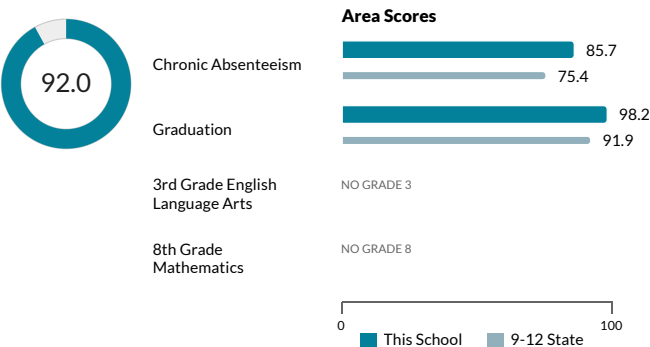 Area Scores
92.0
Chronic Absenteeism
85.7
75.4
Graduation
98.2
91.9
3rd Grade English
Language Arts
NO GRADE 3
8th Grade
Mathematics
NO GRADE 8
0
100
This School
9-12 State